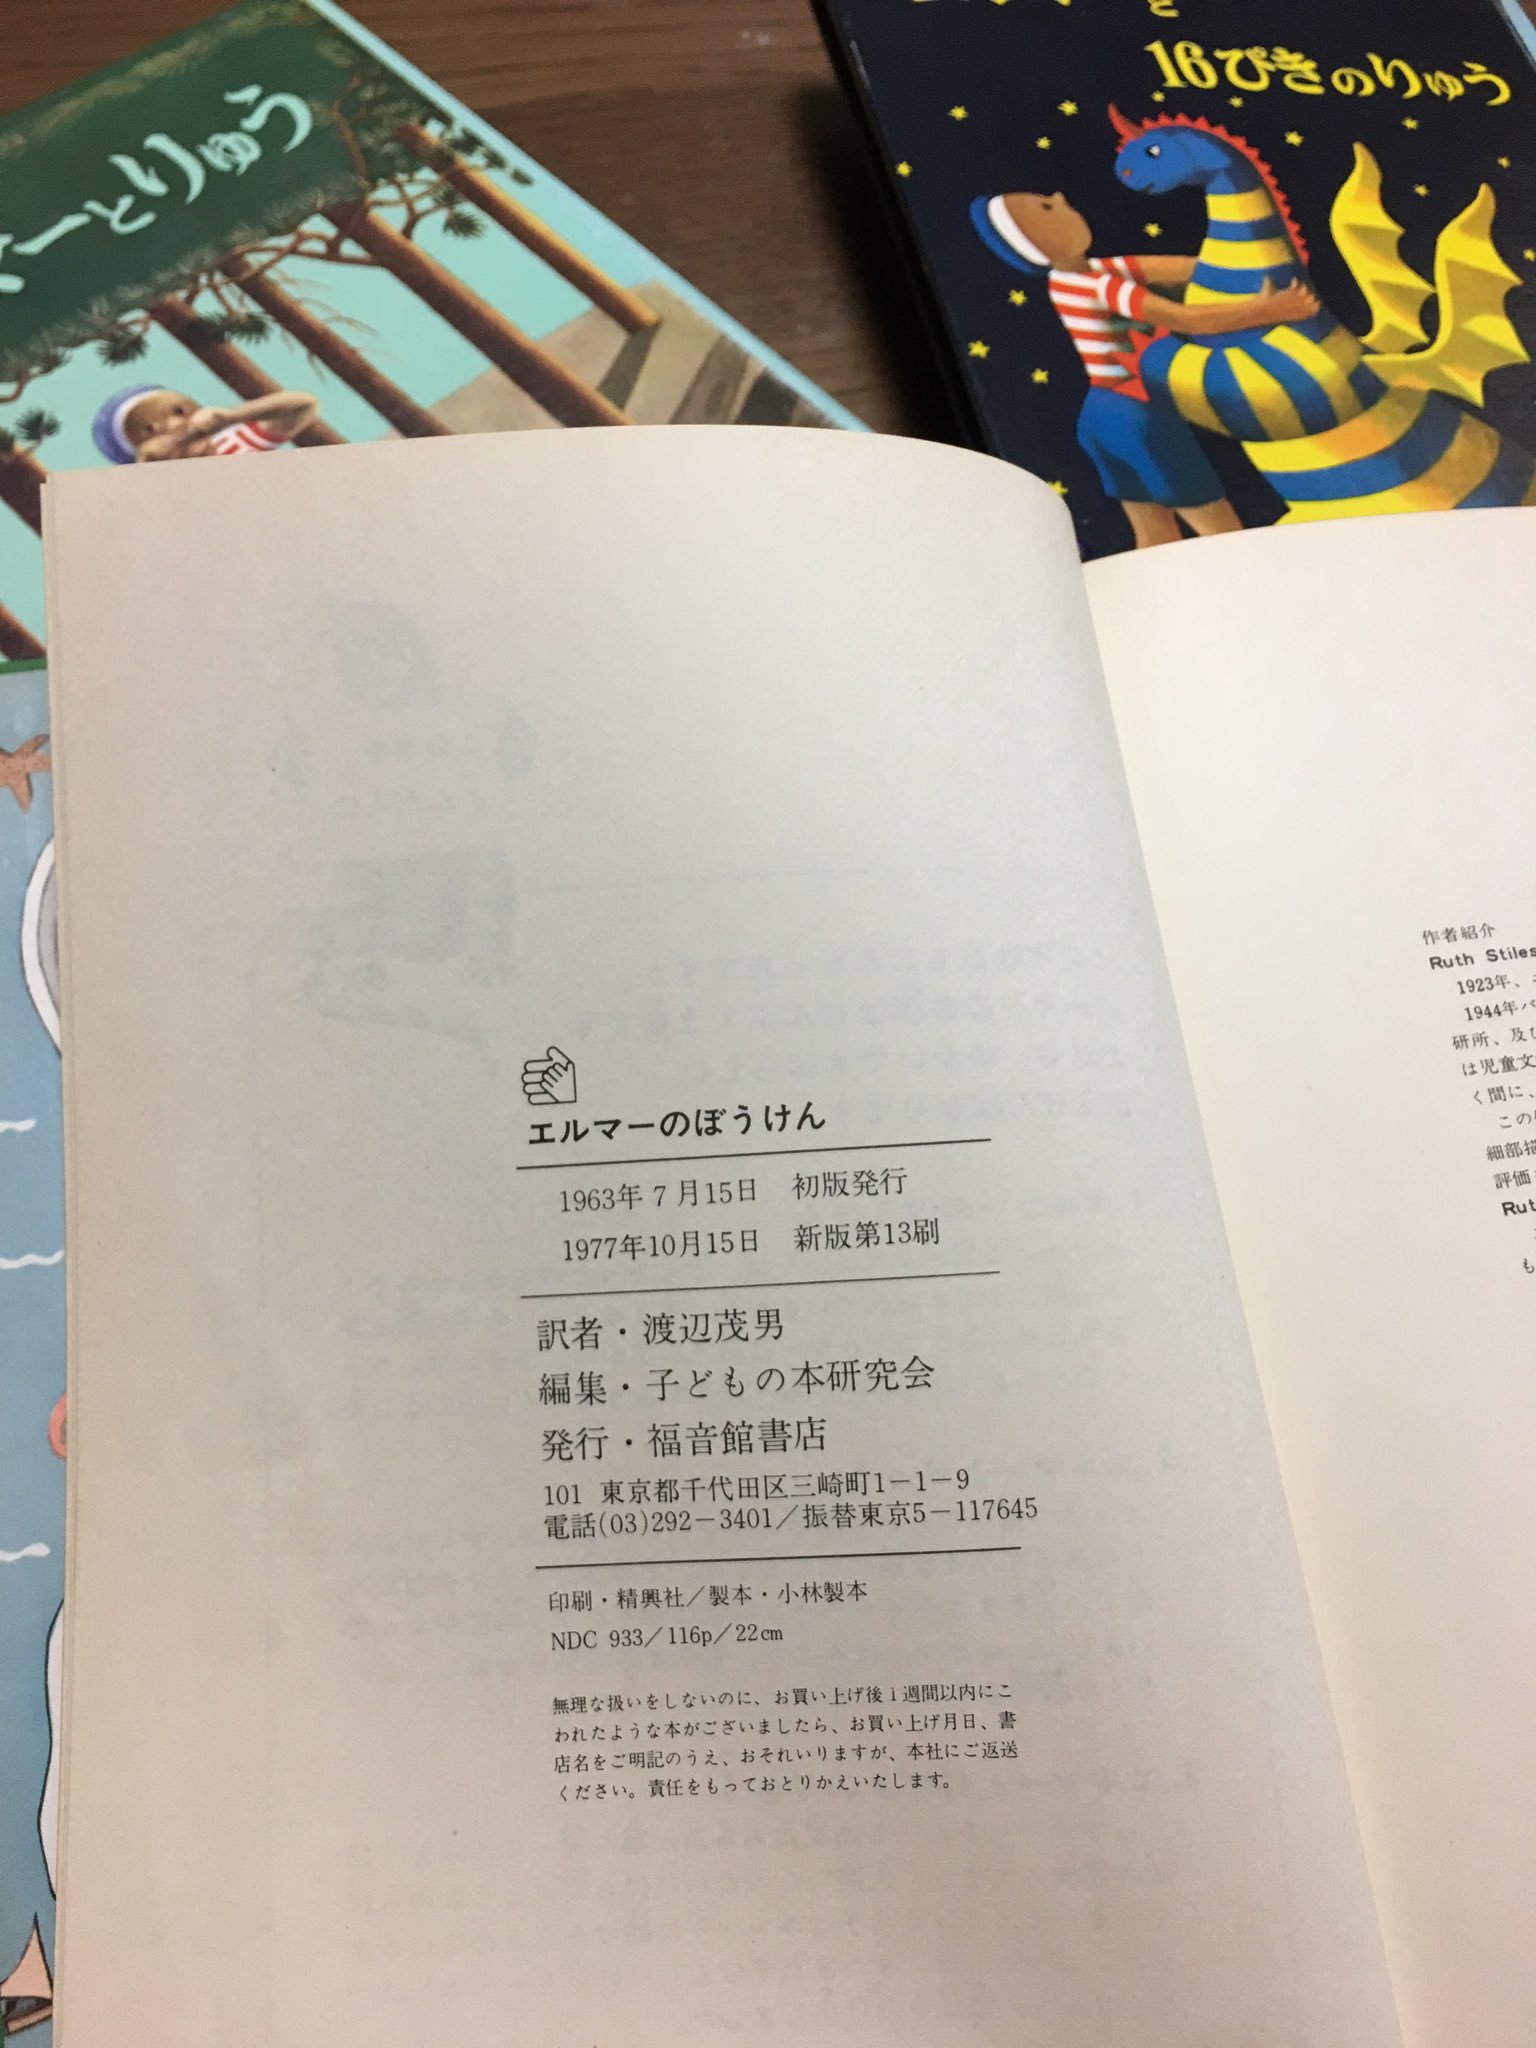 ーとりゅう
と
16ぴきのりゅう
エルマーのぼうけん
1963年7月15日 初版発行
1977年10月15日 新版第13刷
訳者・渡辺茂男
編集・子どもの本研究会
発行・福音館書店
101 東京都千代田区三崎町1－1－9
電話(03)292－3401／振替東京5－117645
印刷・精興社／製本・小林製本
NDC 933／116p／22cm
無理な扱いをしないのに、お買い上げ後1週間以内にこ
われたような本がございましたら、お買い上げ月日、書
店名をご明記のうえ、おそれいりますが、本社にご返送
ください。責任をもっておとりかえいたします。
作者紹介
Ruth Stiles
1923年、
1944年バ
研所、及び
は児童文
く間に、
この
細部描
評価
Rut
も